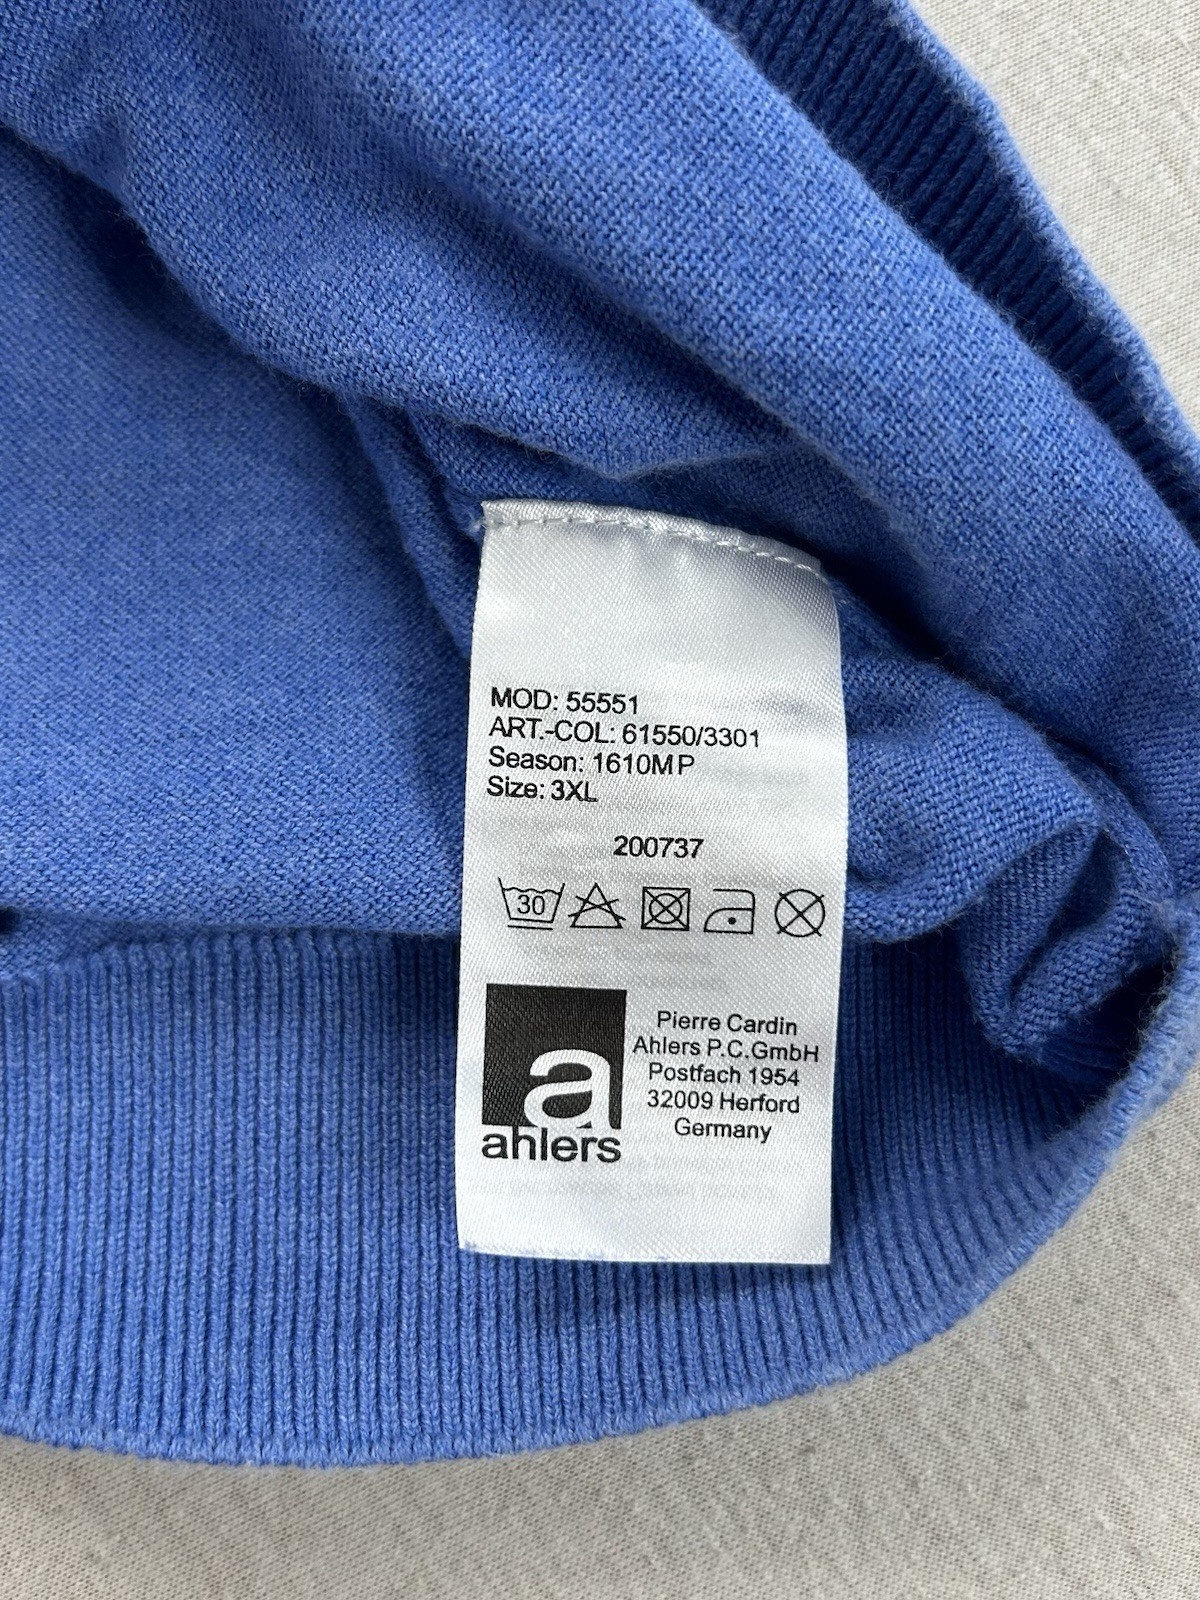 MOD: 55551
ART.-COL: 61550/3301
Season: 1610MP
Size: 3XL
200737
30
a
ahlers
Pierre Cardin
Ahlers P.C.GmbH
Postfach 1954
32009 Herford
Germany